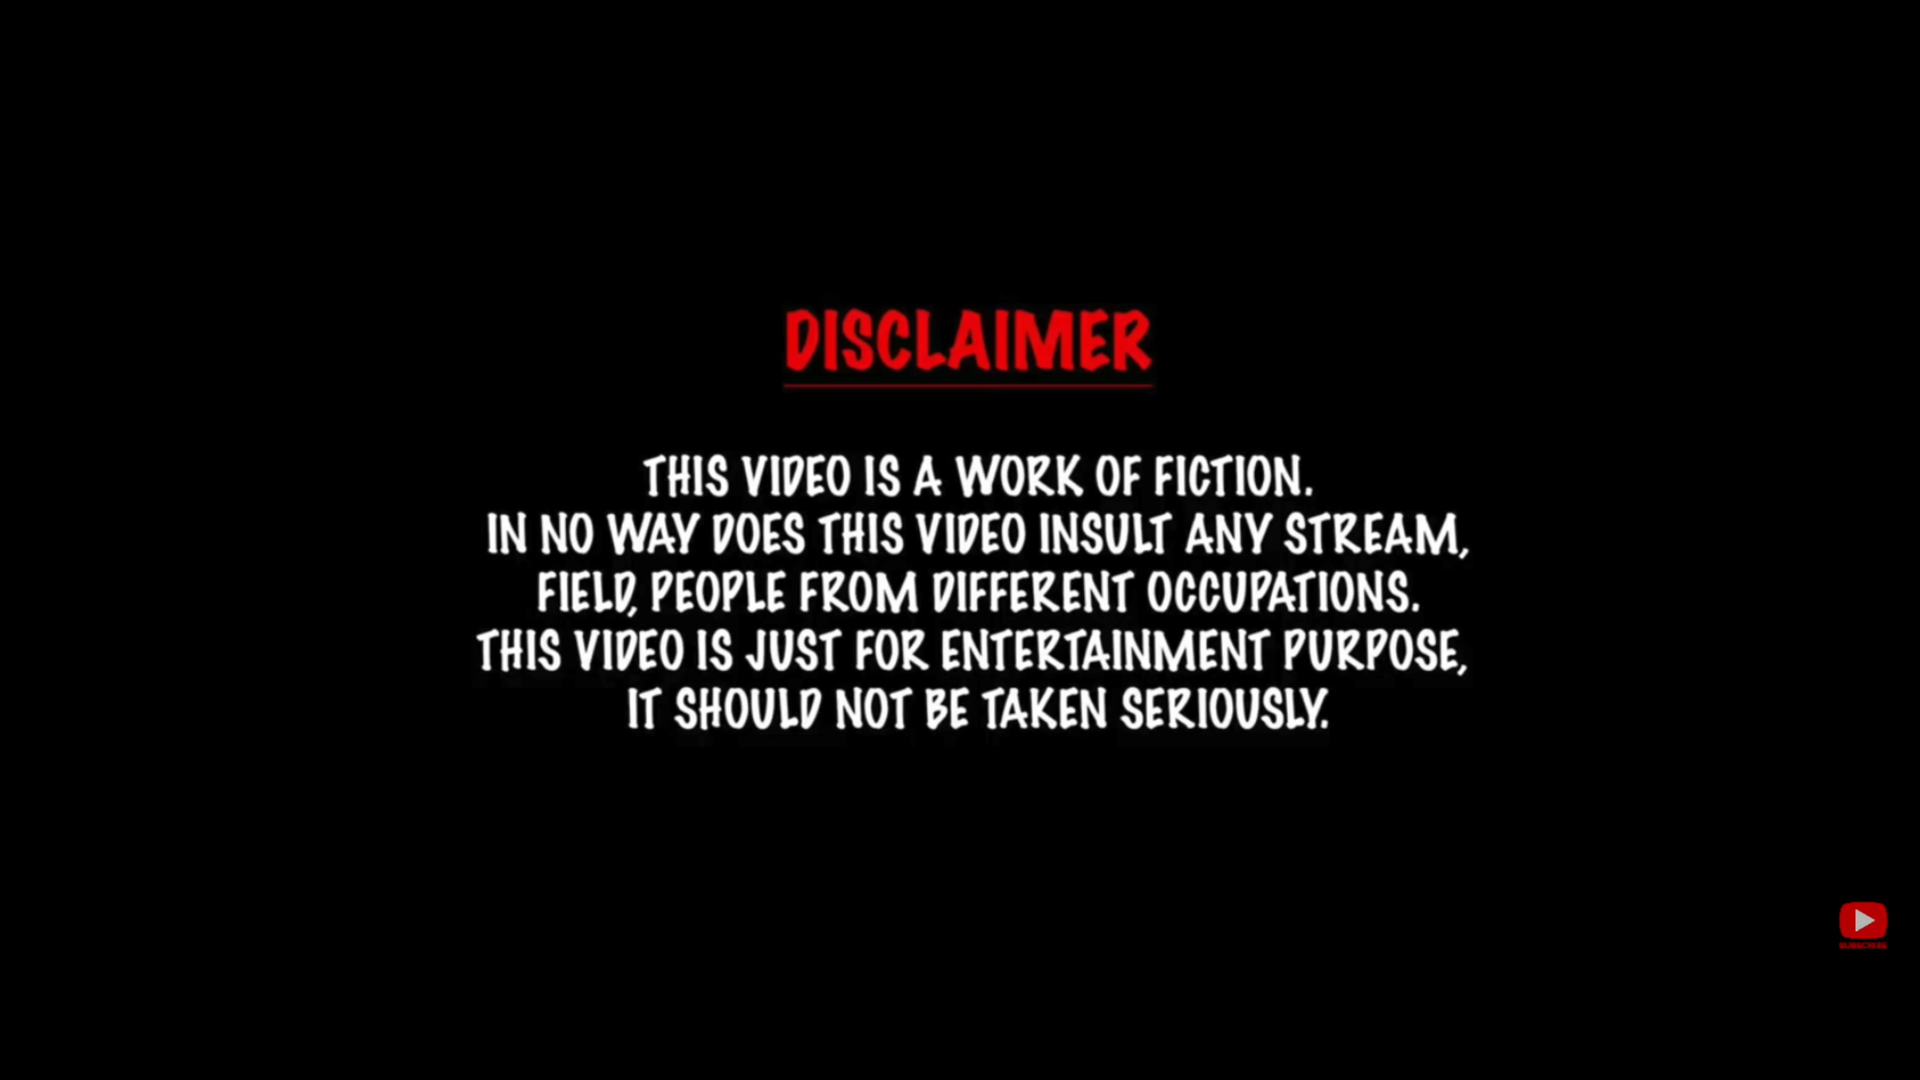 DISCLAIMER
THIS VIDEO IS A WORK OF FICTION.
IN NO WAY DOES THIS VIDEO INSULT ANY STREAM,
FIELD, PEOPLE FROM DIFFERENT OCCUPATIONS.
THIS VIDEO IS JUST FOR ENTERTAINMENT PURPOSE,
IT SHOULD NOT BE TAKEN SERIOUSLY.
SUBSCRIBE